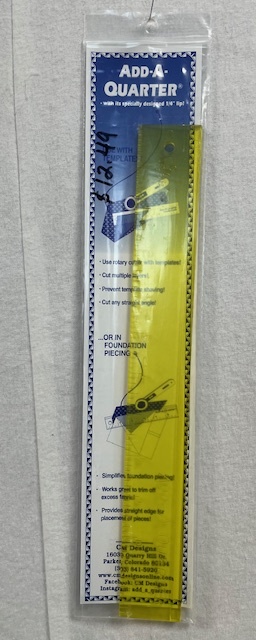 ADD-A-
QUARTER®
with its specially designed 1/4" lip!
$12.49
WITH
TEMPLATES
• Use rotary cutter with templates!
• Cut multiple layers!
• Prevent template shaving!
• Cut any straight angle!
...OR IN
FOUNDATION
PIECING
• Simplifies foundation piecing!
• Works great to trim off
excess fabric!
• Provides straight edge for
placement of pieces!
CM Designs
Parker, Colorado 80134
www.cmdesignsonline.com
Facebook: CM Designs
Instagram: add_a_quarter